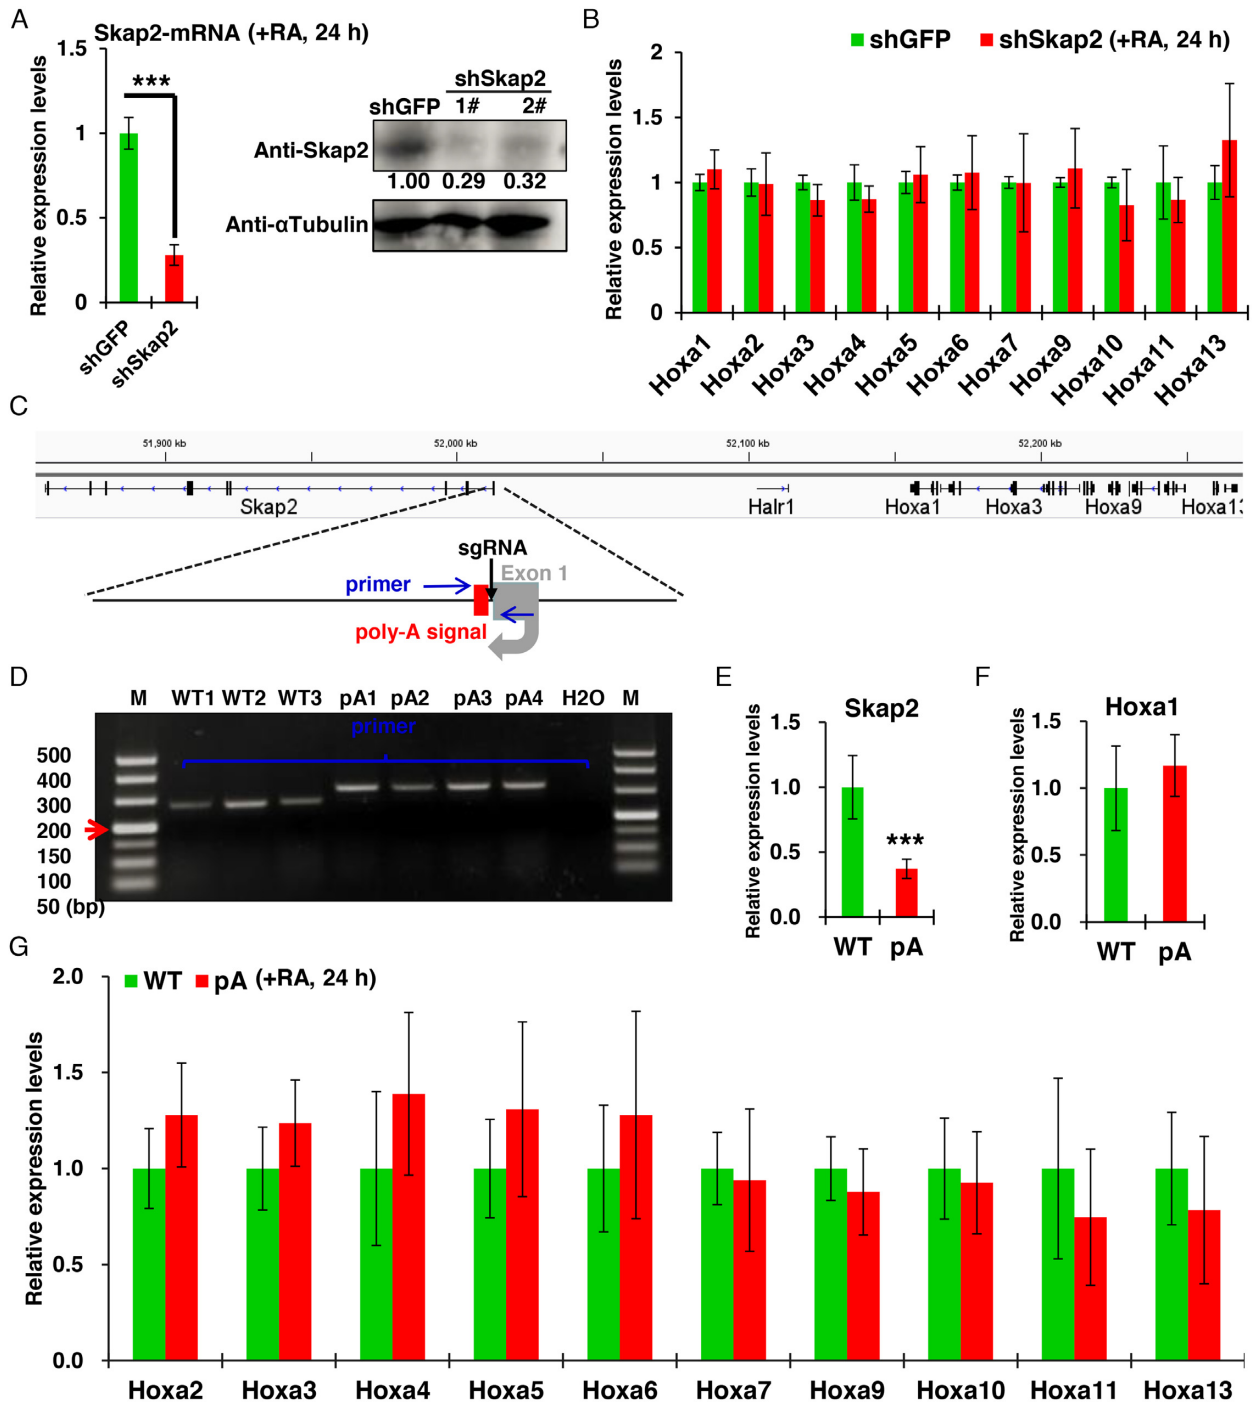 A
Skap2-mRNA (+RA, 24 h)
Relative expression levels
1.5
1
0.5
0
***
shGFP
shSkap2
shSkap2
shGFP 1# 2#
Anti-Skap2
1.00 0.29 0.32
Anti-αTubulin
B
shGFP shSkap2 (+RA, 24 h)
Relative expression levels
2
1.5
1
0.5
0
Hoxa1 Hoxa2 Hoxa3 Hoxa4 Hoxa5 Hoxa6 Hoxa7 Hoxa9 Hoxa10 Hoxa11 Hoxa13
C
51,900 kb 52,000 kb 52,100 kb 52,200 kb
Skap2 Halr1 Hoxa1 Hoxa3 Hoxa9 Hoxa13
sgRNA
Exon 1
primer
poly-A signal
D
M WT1 WT2 WT3 pA1 pA2 pA3 pA4 H2O M
primer
500
400
300
200
150
100
50 (bp)
E
Skap2
Relative expression levels
1.5
1.0
0.5
0.0
***
WT pA
F
Hoxa1
Relative expression levels
1.5
1.0
0.5
0.0
WT pA
G
WT pA (+RA, 24 h)
Relative expression levels
2.0
1.5
1.0
0.5
0.0
Hoxa2 Hoxa3 Hoxa4 Hoxa5 Hoxa6 Hoxa7 Hoxa9 Hoxa10 Hoxa11 Hoxa13